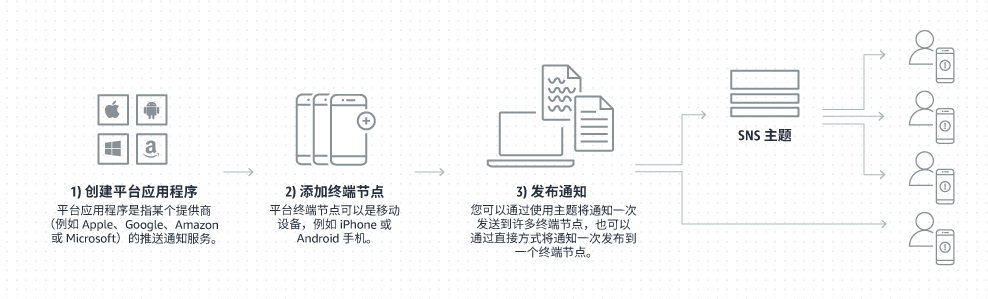 1) 创建平台应用程序
平台应用程序是指某个提供商
（例如 Apple、Google、Amazon
或 Microsoft）的推送通知服务。
2) 添加终端节点
平台终端节点可以是移动
设备，例如 iPhone 或
Android 手机。
3) 发布通知
您可以通过使用主题将通知一次
发送到许多终端节点，也可以
通过直接方式将通知一次发布到
一个终端节点。
SNS 主题